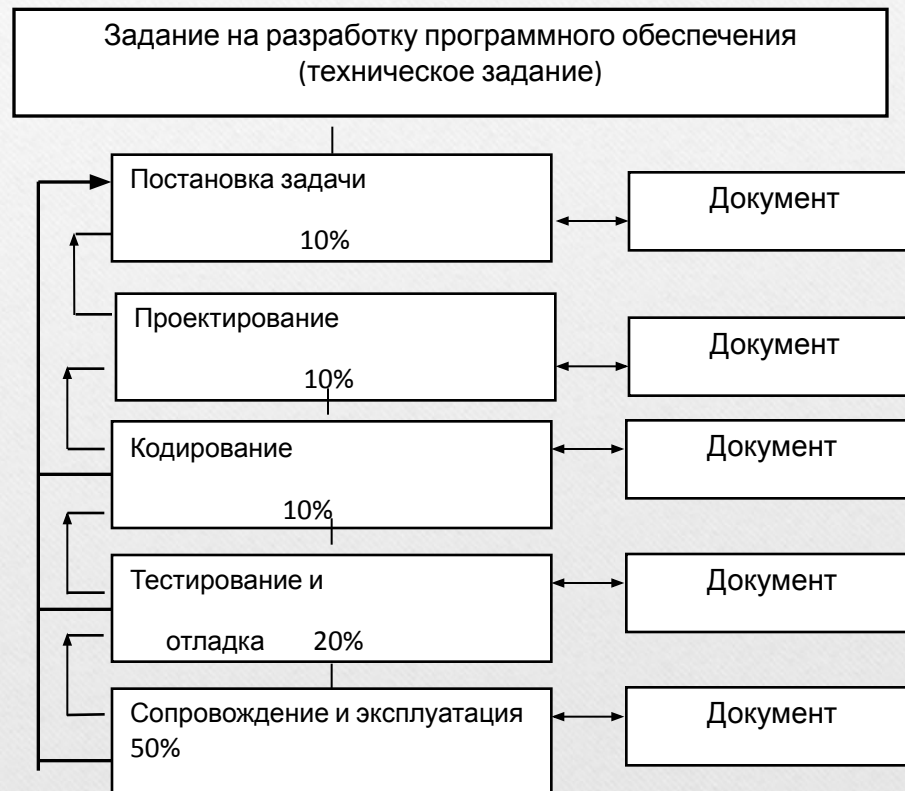 Задание на разработку программного обеспечения
(техническое задание)
Постановка задачи
10%
Документ
Проектирование
10%
Документ
Кодирование
10%
Документ
Тестирование и
отладка 20%
Документ
Сопровождение и эксплуатация
50%
Документ